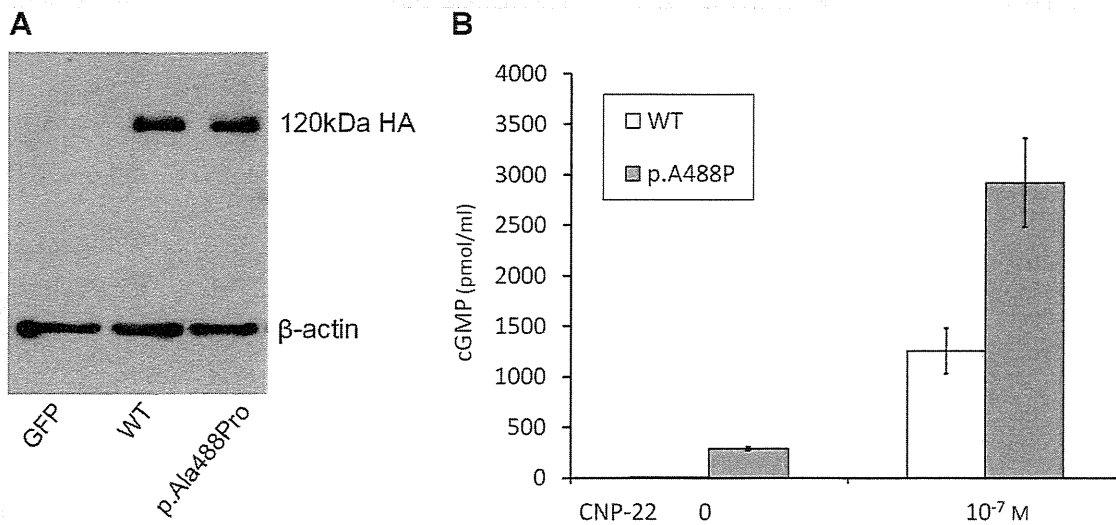 A
120kDa HA
β-actin
GFP
WT
p.Ala488Pro
B
4000
3500
3000
2500
2000
1500
1000
500
0
cGMP (pmol/ml)
WT
p.A488P
CNP-22 0 10⁻⁷ M